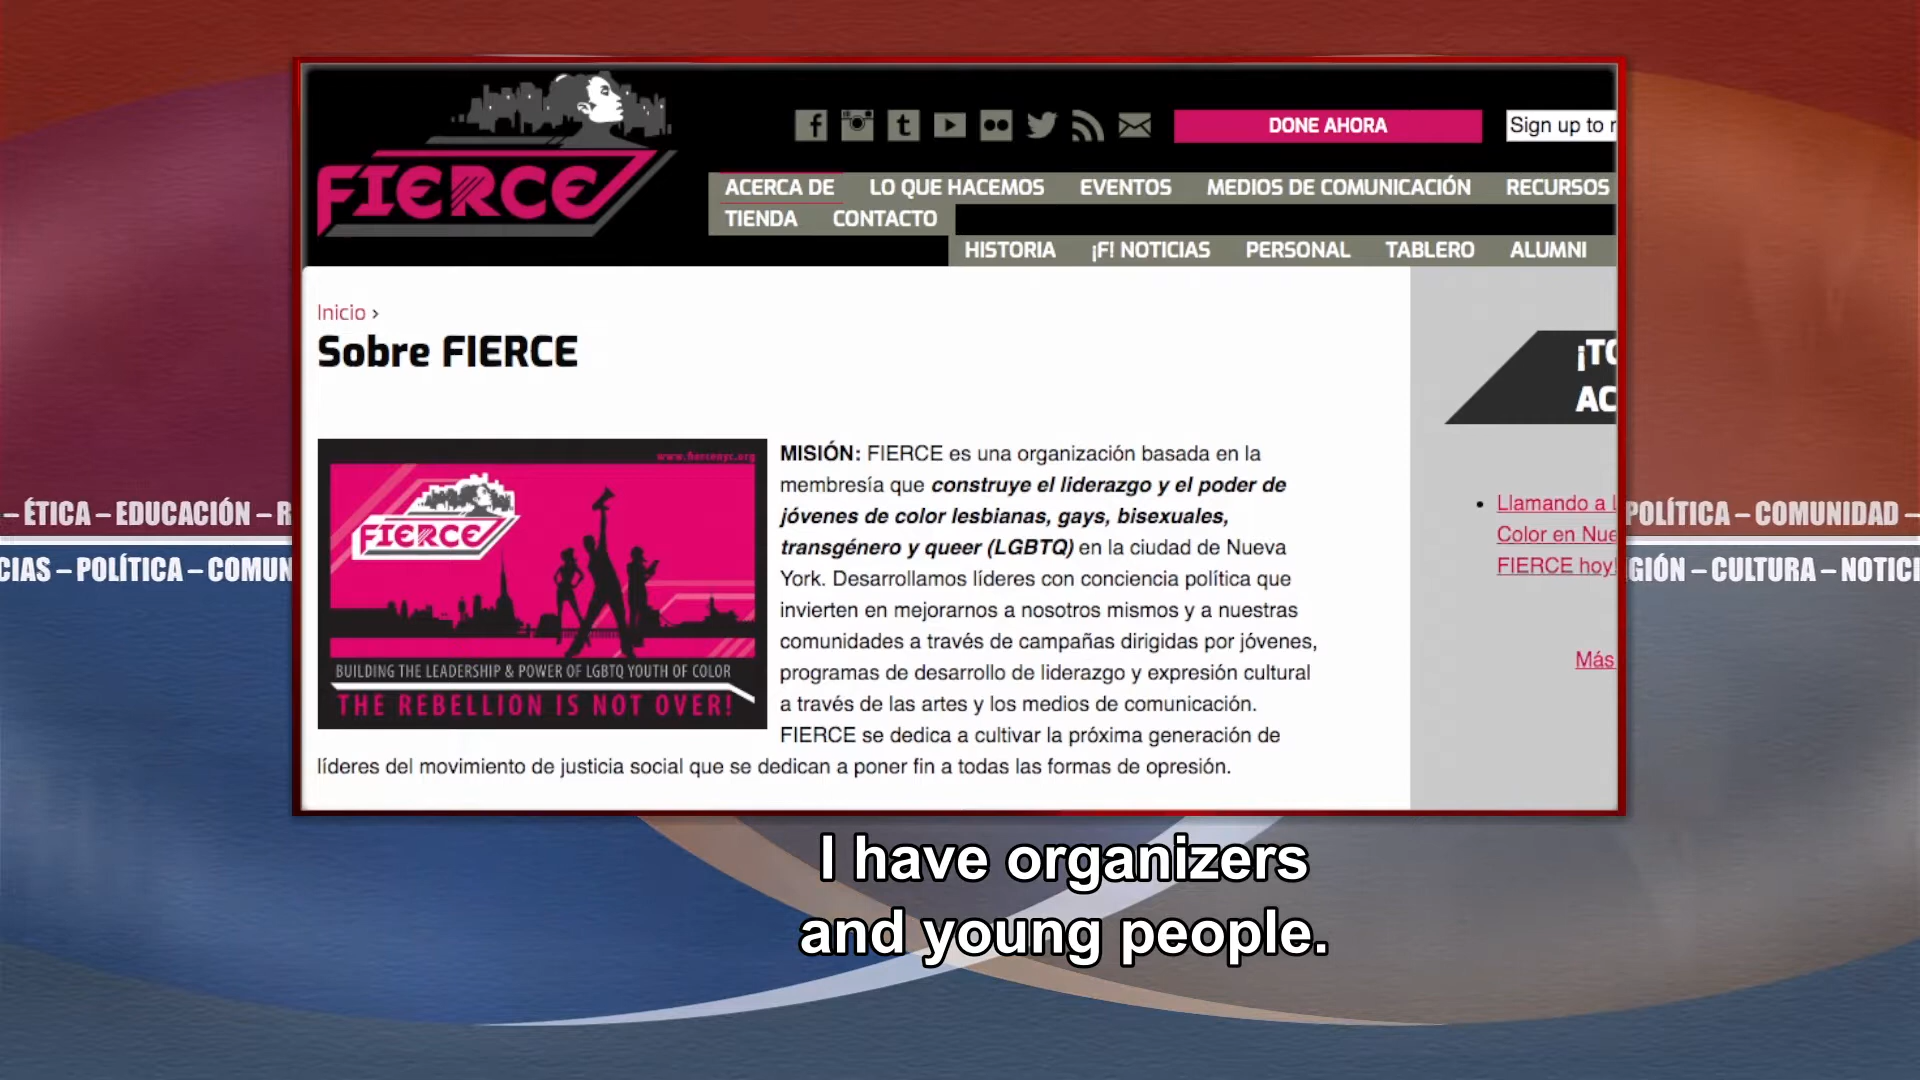 FIERCE
DONE AHORA
Sign up to r
ACERCA DE LO QUE HACEMOS EVENTOS MEDIOS DE COMUNICACIÓN RECURSOS
TIENDA CONTACTO
HISTORIA ¡F! NOTICIAS PERSONAL TABLERO ALUMNI
Inicio ›
Sobre FIERCE
www.fiercenyc.org
FIERCE
BUILDING THE LEADERSHIP & POWER OF LGBTQ YOUTH OF COLOR
THE REBELLION IS NOT OVER!
MISIÓN: FIERCE es una organización basada en la
membresía que construye el liderazgo y el poder de
jóvenes de color lesbianas, gays, bisexuales,
transgénero y queer (LGBTQ) en la ciudad de Nueva
York. Desarrollamos líderes con conciencia política que
invierten en mejorarnos a nosotros mismos y a nuestras
comunidades a través de campañas dirigidas por jóvenes,
programas de desarrollo de liderazgo y expresión cultural
a través de las artes y los medios de comunicación.
FIERCE se dedica a cultivar la próxima generación de
líderes del movimiento de justicia social que se dedican a poner fin a todas las formas de opresión.
¡TO
AC
Llamando a L
Color en Nue
FIERCE hoy!
Más
– ÉTICA – EDUCACIÓN – R
CIAS – POLÍTICA – COMUN
POLÍTICA – COMUNIDAD –
GIÓN – CULTURA – NOTICI
I have organizers
and young people.